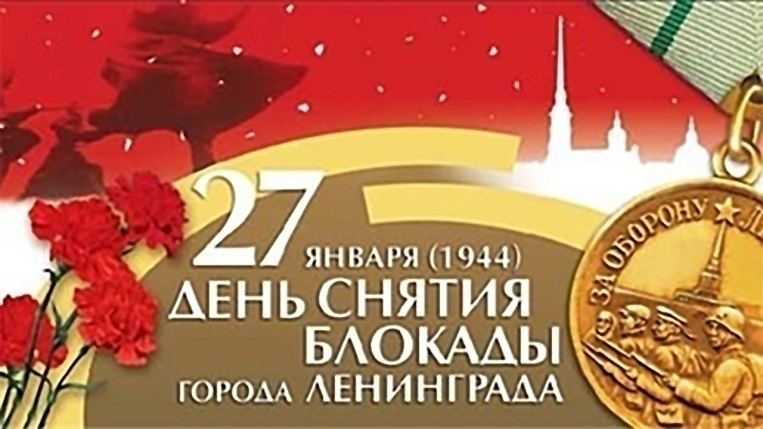 27
ЯНВАРЯ (1944)
ДЕНЬ СНЯТИЯ
БЛОКАДЫ
ГОРОДА ЛЕНИНГРАДА
ЗА ОБОРОНУ